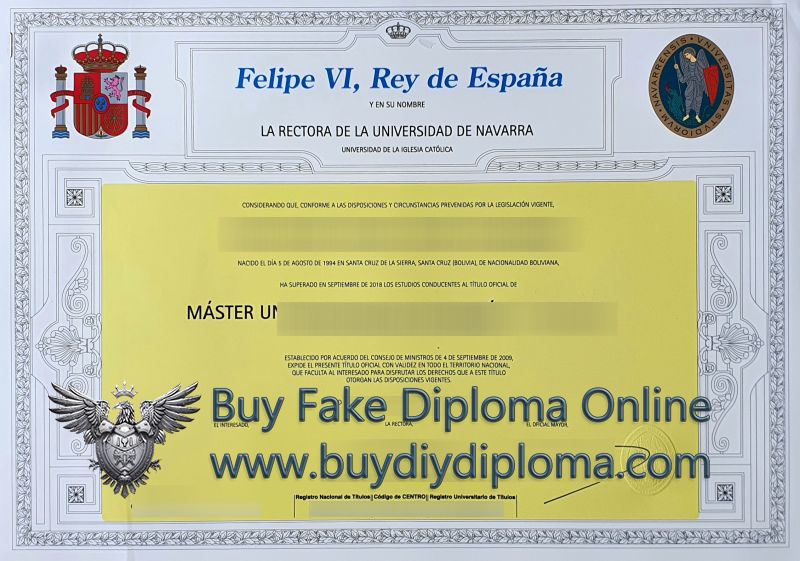 Felipe VI, Rey de España
Y EN SU NOMBRE
LA RECTORA DE LA UNIVERSIDAD DE NAVARRA
UNIVERSIDAD DE LA IGLESIA CATÓLICA
VNIVERSITAS · STVDIORVM · NAVARRENSIS
CONSIDERANDO QUE, CONFORME A LAS DISPOSICIONES Y CIRCUNSTANCIAS PREVENIDAS POR LA LEGISLACIÓN VIGENTE,
NACIDO EL DÍA 5 DE AGOSTO DE 1994 EN SANTA CRUZ DE LA SIERRA, SANTA CRUZ (BOLIVIA), DE NACIONALIDAD BOLIVIANA,
HA SUPERADO EN SEPTIEMBRE DE 2018 LOS ESTUDIOS CONDUCENTES AL TÍTULO OFICIAL DE
MÁSTER
ESTABLECIDO POR ACUERDO DEL CONSEJO DE MINISTROS DE 4 DE SEPTIEMBRE DE 2009,
EXPIDE EL PRESENTE TÍTULO OFICIAL CON VALIDEZ EN TODO EL TERRITORIO NACIONAL,
QUE FACULTA AL INTERESADO PARA DISFRUTAR LOS DERECHOS QUE A ESTE TÍTULO
OTORGAN LAS DISPOSICIONES VIGENTES.
Buy Fake Diploma Online
EL INTERESADO,
LA RECTORA,
EL OFICIAL MAYOR,
www.buydiydiploma.com
Registro Nacional de Títulos | Código de CENTRO | Registro Universitario de Títulos